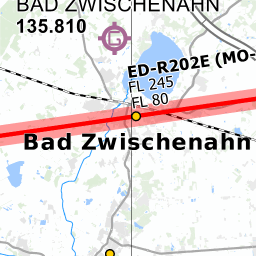 BAD ZWISCHENAHN
135.810
G
ED-R202E (MO-
FL 245
FL 80
Bad Zwischenahn